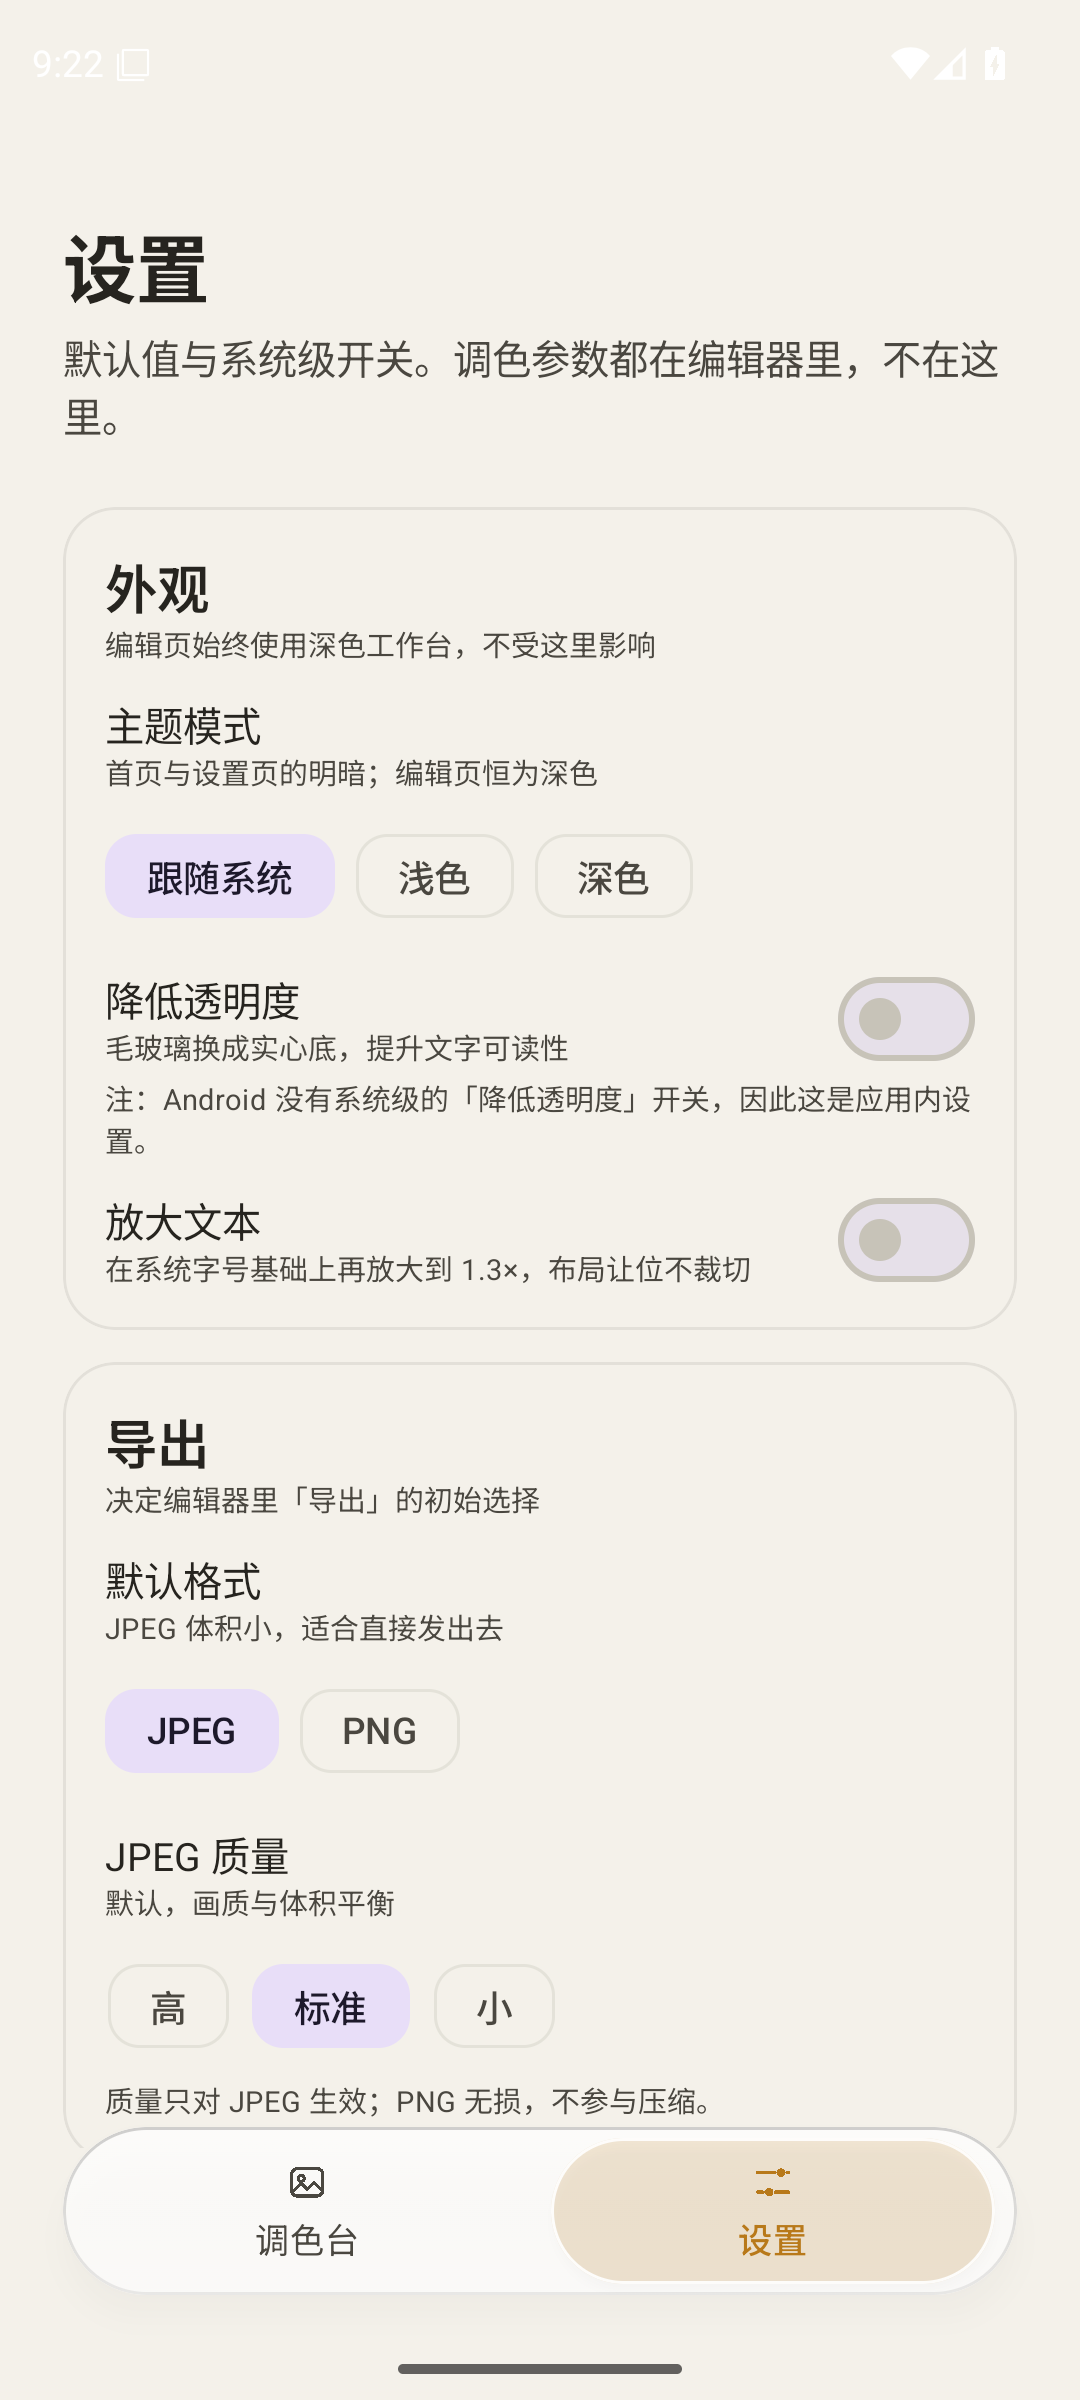 9:22
设置
默认值与系统级开关。调色参数都在编辑器里，不在这
里。
外观
编辑页始终使用深色工作台，不受这里影响
主题模式
首页与设置页的明暗；编辑页恒为深色
跟随系统 浅色 深色
降低透明度
毛玻璃换成实心底，提升文字可读性
注：Android 没有系统级的「降低透明度」开关，因此这是应用内设
置。
放大文本
在系统字号基础上再放大到 1.3×，布局让位不裁切
导出
决定编辑器里「导出」的初始选择
默认格式
JPEG 体积小，适合直接发出去
JPEG PNG
JPEG 质量
默认，画质与体积平衡
高 标准 小
质量只对 JPEG 生效；PNG 无损，不参与压缩。
调色台 设置